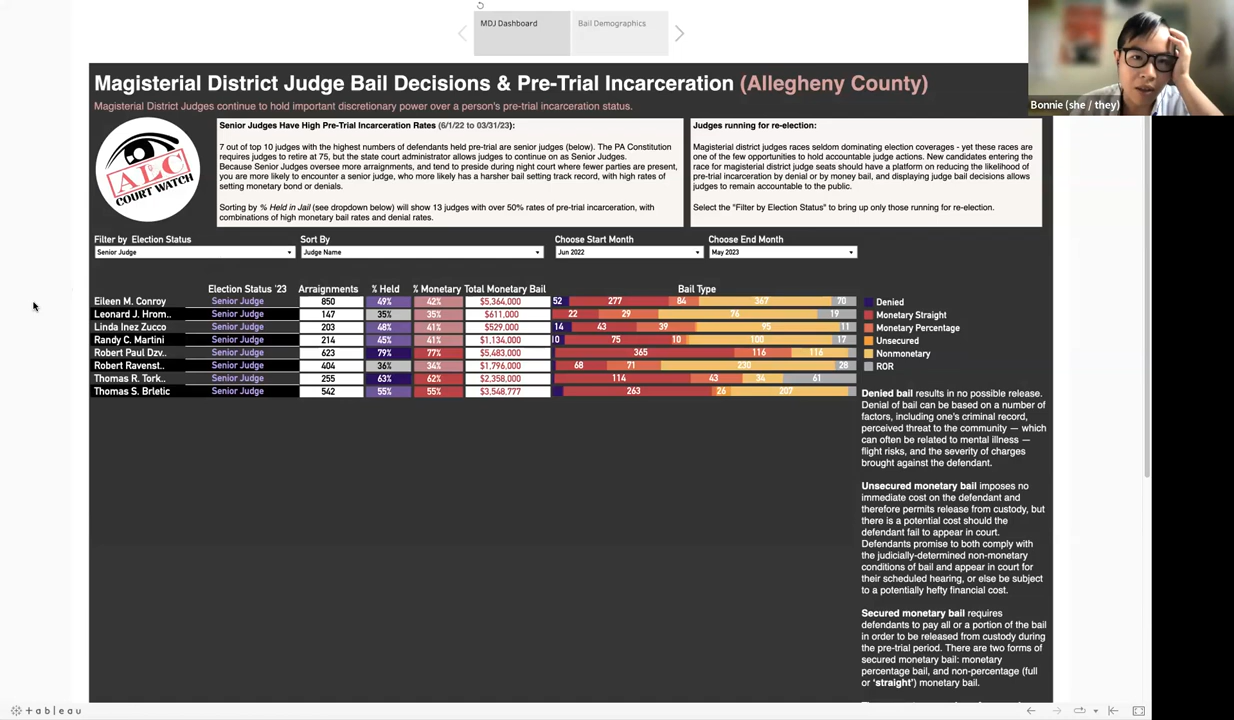 MDJ Dashboard
Bail Demographics
Bonnie (she / they)
Magisterial District Judge Bail Decisions & Pre-Trial Incarceration (Allegheny County)
Magisterial District Judges continue to hold important discretionary power over a person's pre-trial incarceration status.
ALC
COURT WATCH
Senior Judges Have High Pre-Trial Incarceration Rates (6/1/22 to 03/31/23):
7 out of top 10 judges with the highest numbers of defendants held pre-trial are senior judges (below). The PA Constitution
requires judges to retire at 75, but the state court administrator allows judges to continue on as Senior Judges.
Because Senior Judges oversee more arraignments, and tend to preside during night court where fewer parties are present,
you are more likely to encounter a senior judge, who more likely has a harsher bail setting track record, with high rates of
setting monetary bond or denials.
Sorting by % Held in Jail (see dropdown below) will show 13 judges with over 50% rates of pre-trial incarceration, with
combinations of high monetary bail rates and denial rates.
Judges running for re-election:
Magisterial district judges races seldom dominating election coverages - yet these races are
one of the few opportunities to hold accountable judge actions. New candidates entering the
race for magisterial district judge seats should have a platform on reducing the likelihood of
pre-trial incarceration by denial or by money bail, and displaying judge bail decisions allows
judges to remain accountable to the public.
Select the "Filter by Election Status" to bring up only those running for re-election.
Filter by Election Status
Sort By
Choose Start Month
Choose End Month
Senior Judge
Judge Name
Jun 2022
May 2023
Election Status '23 Arraignments % Held % Monetary Total Monetary Bail Bail Type
Eileen M. Conroy Senior Judge 850 49% 42% $5,364,000 52 277 84 367 70
Leonard J. Hrom.. Senior Judge 147 35% 35% $611,000 22 29 76 19
Linda Inez Zucco Senior Judge 203 48% 41% $529,000 14 43 39 95 11
Randy C. Martini Senior Judge 214 45% 41% $1,134,000 10 75 10 100 17
Robert Paul Dzv.. Senior Judge 623 79% 77% $5,483,000 365 116 116
Robert Ravenst.. Senior Judge 404 36% 34% $1,796,000 68 71 230 28
Thomas R. Tork.. Senior Judge 255 63% 62% $2,358,000 114 43 34 61
Thomas S. Brletic Senior Judge 542 55% 55% $3,548,777 263 26 207
Denied
Monetary Straight
Monetary Percentage
Unsecured
Nonmonetary
ROR
Denied bail results in no possible release.
Denial of bail can be based on a number of
factors, including one's criminal record,
perceived threat to the community — which
can often be related to mental illness —
flight risks, and the severity of charges
brought against the defendant.
Unsecured monetary bail imposes no
immediate cost on the defendant and
therefore permits release from custody, but
there is a potential cost should the
defendant fail to appear in court.
Defendants promise to both comply with
the judicially-determined non-monetary
conditions of bail and appear in court for
their scheduled hearing, or else be subject
to a potentially hefty financial cost.
Secured monetary bail requires
defendants to pay all or a portion of the bail
in order to be released from custody during
the pre-trial period. There are two forms of
secured monetary bail: monetary
percentage bail, and non-percentage (full
or 'straight') monetary bail.
+ a b l e a u